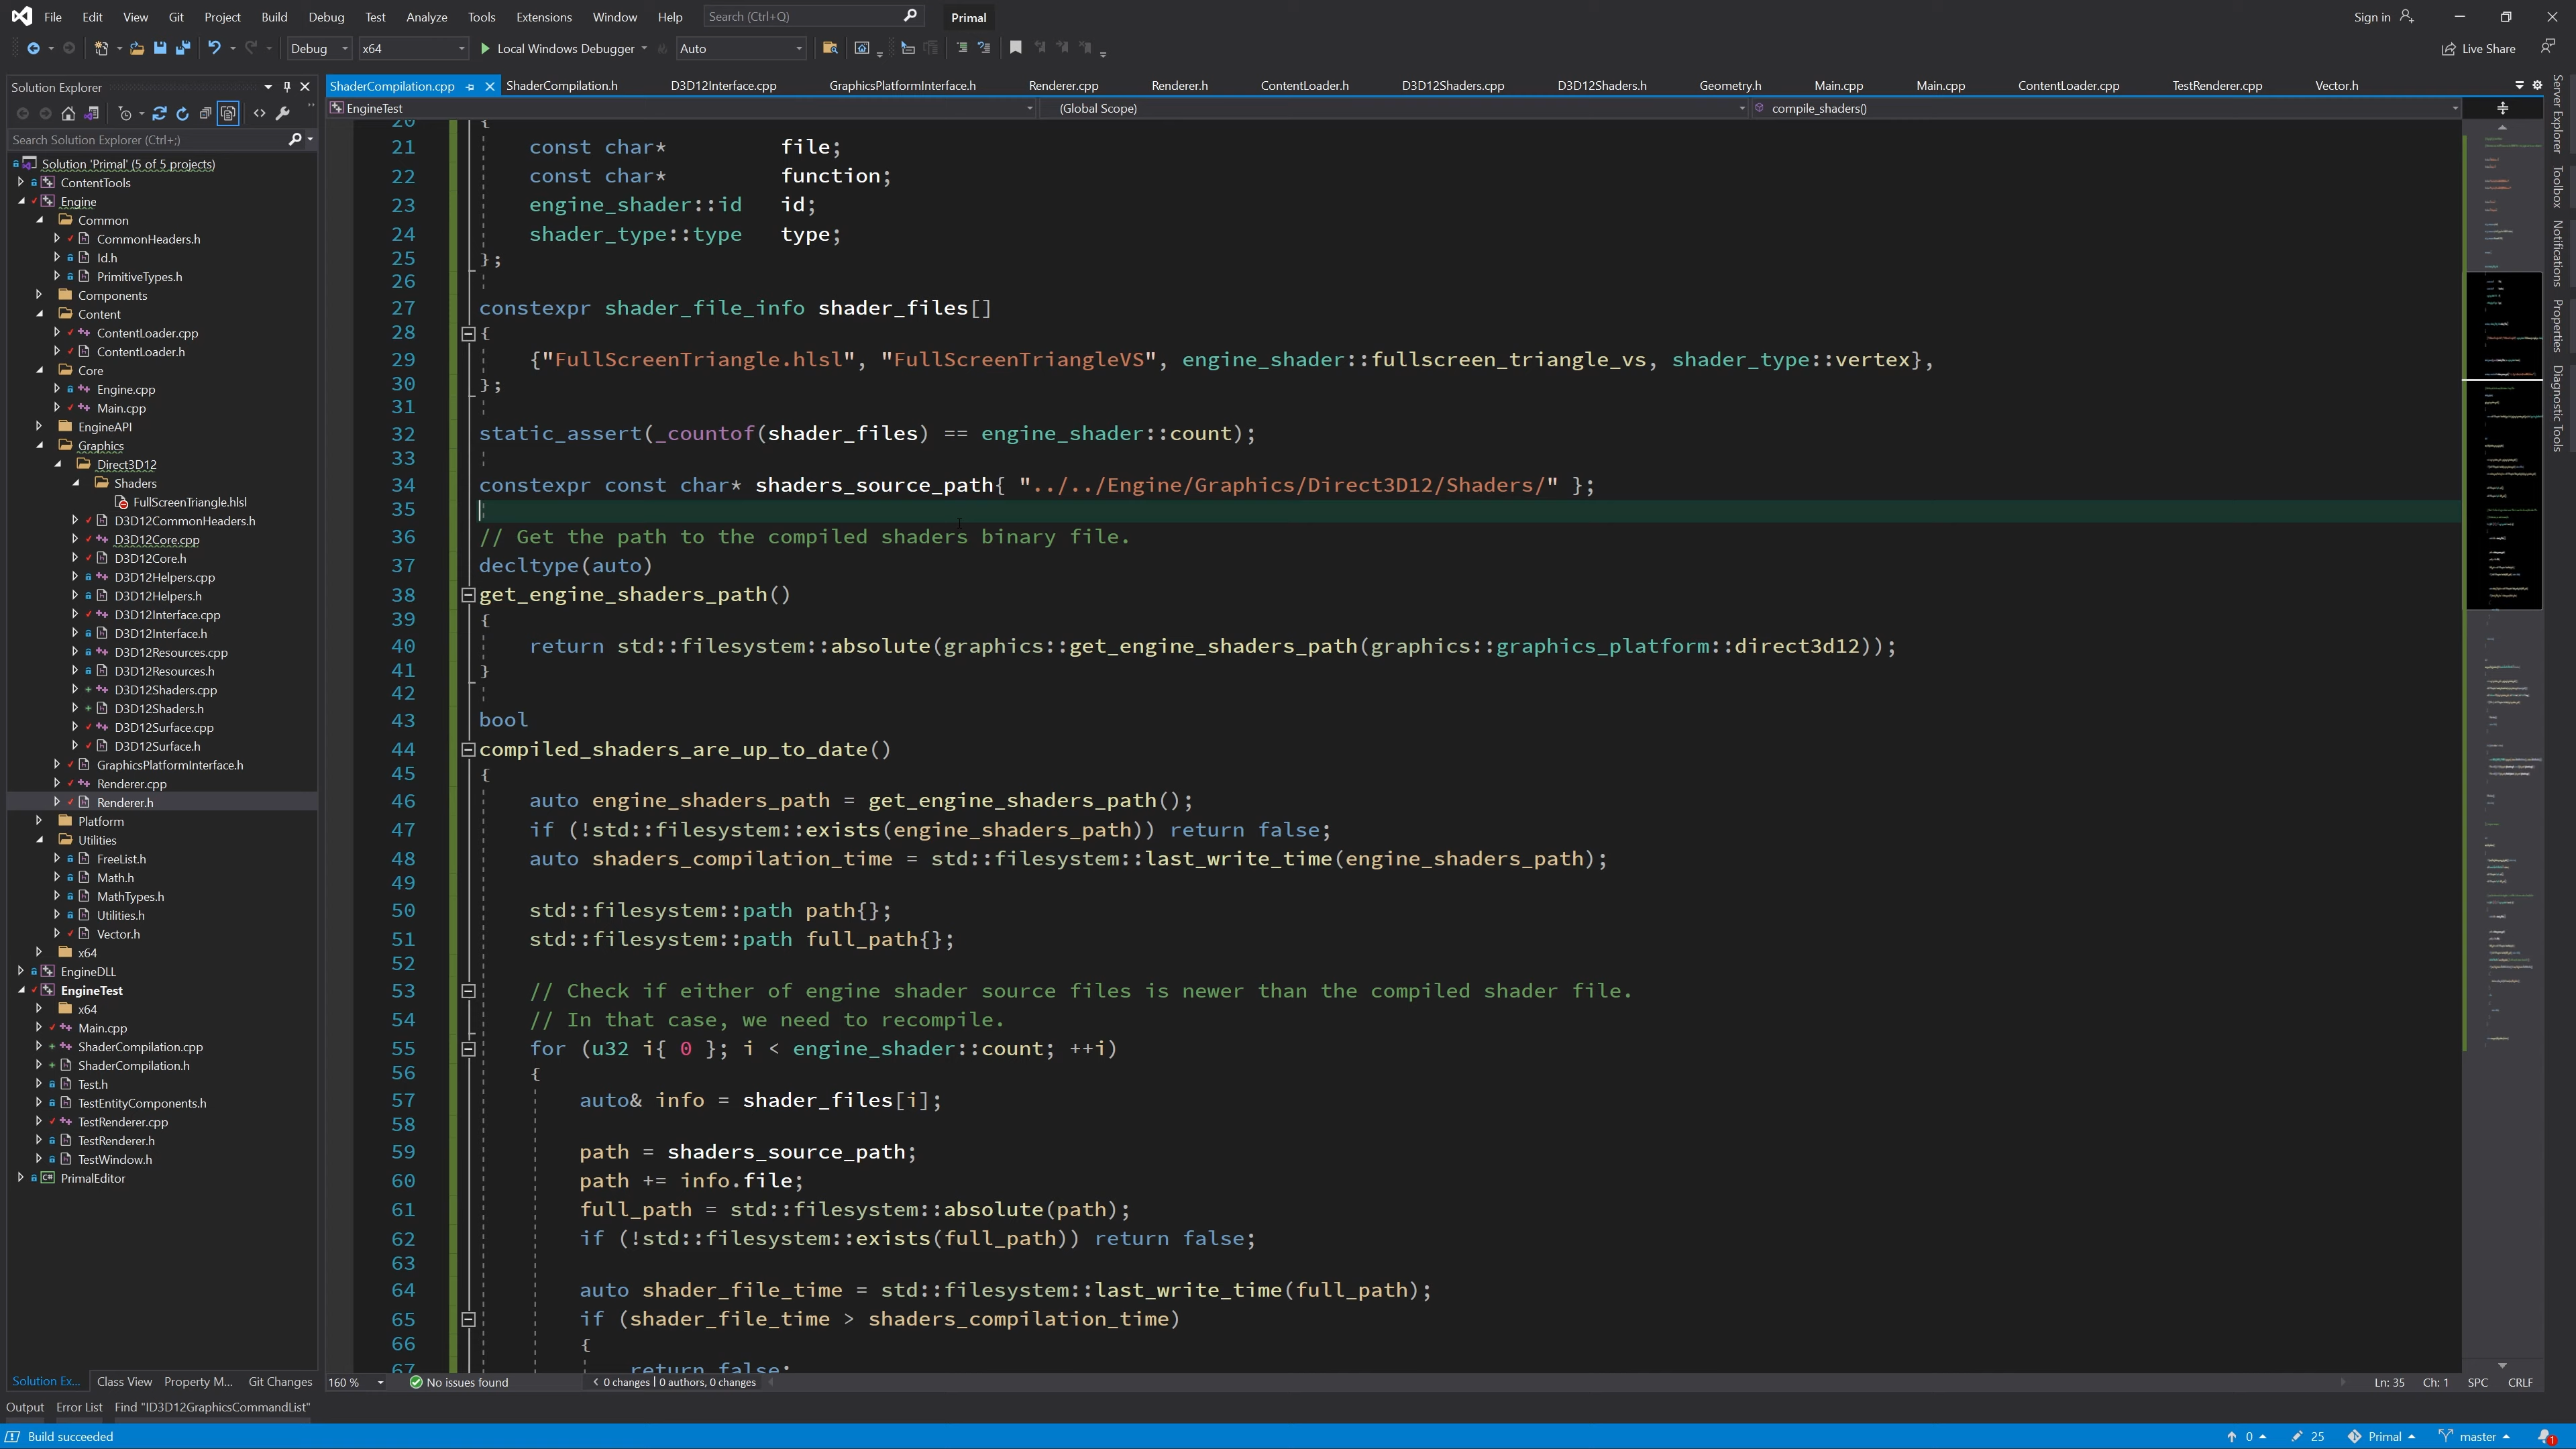 File Edit View Git Project Build Debug Test Analyze Tools Extensions Window Help Search (Ctrl+Q) Primal Sign in
Debug x64 Local Windows Debugger Auto Live Share
Solution Explorer
Search Solution Explorer (Ctrl+;)
Solution 'Primal' (5 of 5 projects)
ContentTools
Engine
Common
CommonHeaders.h
Id.h
PrimitiveTypes.h
Components
Content
ContentLoader.cpp
ContentLoader.h
Core
Engine.cpp
Main.cpp
EngineAPI
Graphics
Direct3D12
Shaders
FullScreenTriangle.hlsl
D3D12CommonHeaders.h
D3D12Core.cpp
D3D12Core.h
D3D12Helpers.cpp
D3D12Helpers.h
D3D12Interface.cpp
D3D12Interface.h
D3D12Resources.cpp
D3D12Resources.h
D3D12Shaders.cpp
D3D12Shaders.h
D3D12Surface.cpp
D3D12Surface.h
GraphicsPlatformInterface.h
Renderer.cpp
Renderer.h
Platform
Utilities
FreeList.h
Math.h
MathTypes.h
Utilities.h
Vector.h
x64
EngineDLL
EngineTest
x64
Main.cpp
ShaderCompilation.cpp
ShaderCompilation.h
Test.h
TestEntityComponents.h
TestRenderer.cpp
TestRenderer.h
TestWindow.h
PrimalEditor
Solution Ex... Class View Property M... Git Changes
ShaderCompilation.cpp ShaderCompilation.h D3D12Interface.cpp GraphicsPlatformInterface.h Renderer.cpp Renderer.h ContentLoader.h D3D12Shaders.cpp D3D12Shaders.h Geometry.h Main.cpp Main.cpp ContentLoader.cpp TestRenderer.cpp Vector.h
EngineTest (Global Scope) compile_shaders()
20 {
21 const char* file;
22 const char* function;
23 engine_shader::id id;
24 shader_type::type type;
25 };
26
27 constexpr shader_file_info shader_files[]
28 {
29 {"FullScreenTriangle.hlsl", "FullScreenTriangleVS", engine_shader::fullscreen_triangle_vs, shader_type::vertex},
30 };
31
32 static_assert(_countof(shader_files) == engine_shader::count);
33
34 constexpr const char* shaders_source_path{ "../../Engine/Graphics/Direct3D12/Shaders/" };
35
36 // Get the path to the compiled shaders binary file.
37 decltype(auto)
38 get_engine_shaders_path()
39 {
40 return std::filesystem::absolute(graphics::get_engine_shaders_path(graphics::graphics_platform::direct3d12));
41 }
42
43 bool
44 compiled_shaders_are_up_to_date()
45 {
46 auto engine_shaders_path = get_engine_shaders_path();
47 if (!std::filesystem::exists(engine_shaders_path)) return false;
48 auto shaders_compilation_time = std::filesystem::last_write_time(engine_shaders_path);
49
50 std::filesystem::path path{};
51 std::filesystem::path full_path{};
52
53 // Check if either of engine shader source files is newer than the compiled shader file.
54 // In that case, we need to recompile.
55 for (u32 i{ 0 }; i < engine_shader::count; ++i)
56 {
57 auto& info = shader_files[i];
58
59 path = shaders_source_path;
60 path += info.file;
61 full_path = std::filesystem::absolute(path);
62 if (!std::filesystem::exists(full_path)) return false;
63
64 auto shader_file_time = std::filesystem::last_write_time(full_path);
65 if (shader_file_time > shaders_compilation_time)
66 {
67 return false;
160 % No issues found < 0 changes | 0 authors, 0 changes Ln: 35 Ch: 1 SPC CRLF
Server Explorer
Toolbox
Notifications
Properties
Diagnostic Tools
Output Error List Find "ID3D12GraphicsCommandList"
Build succeeded 0 25 Primal master 1